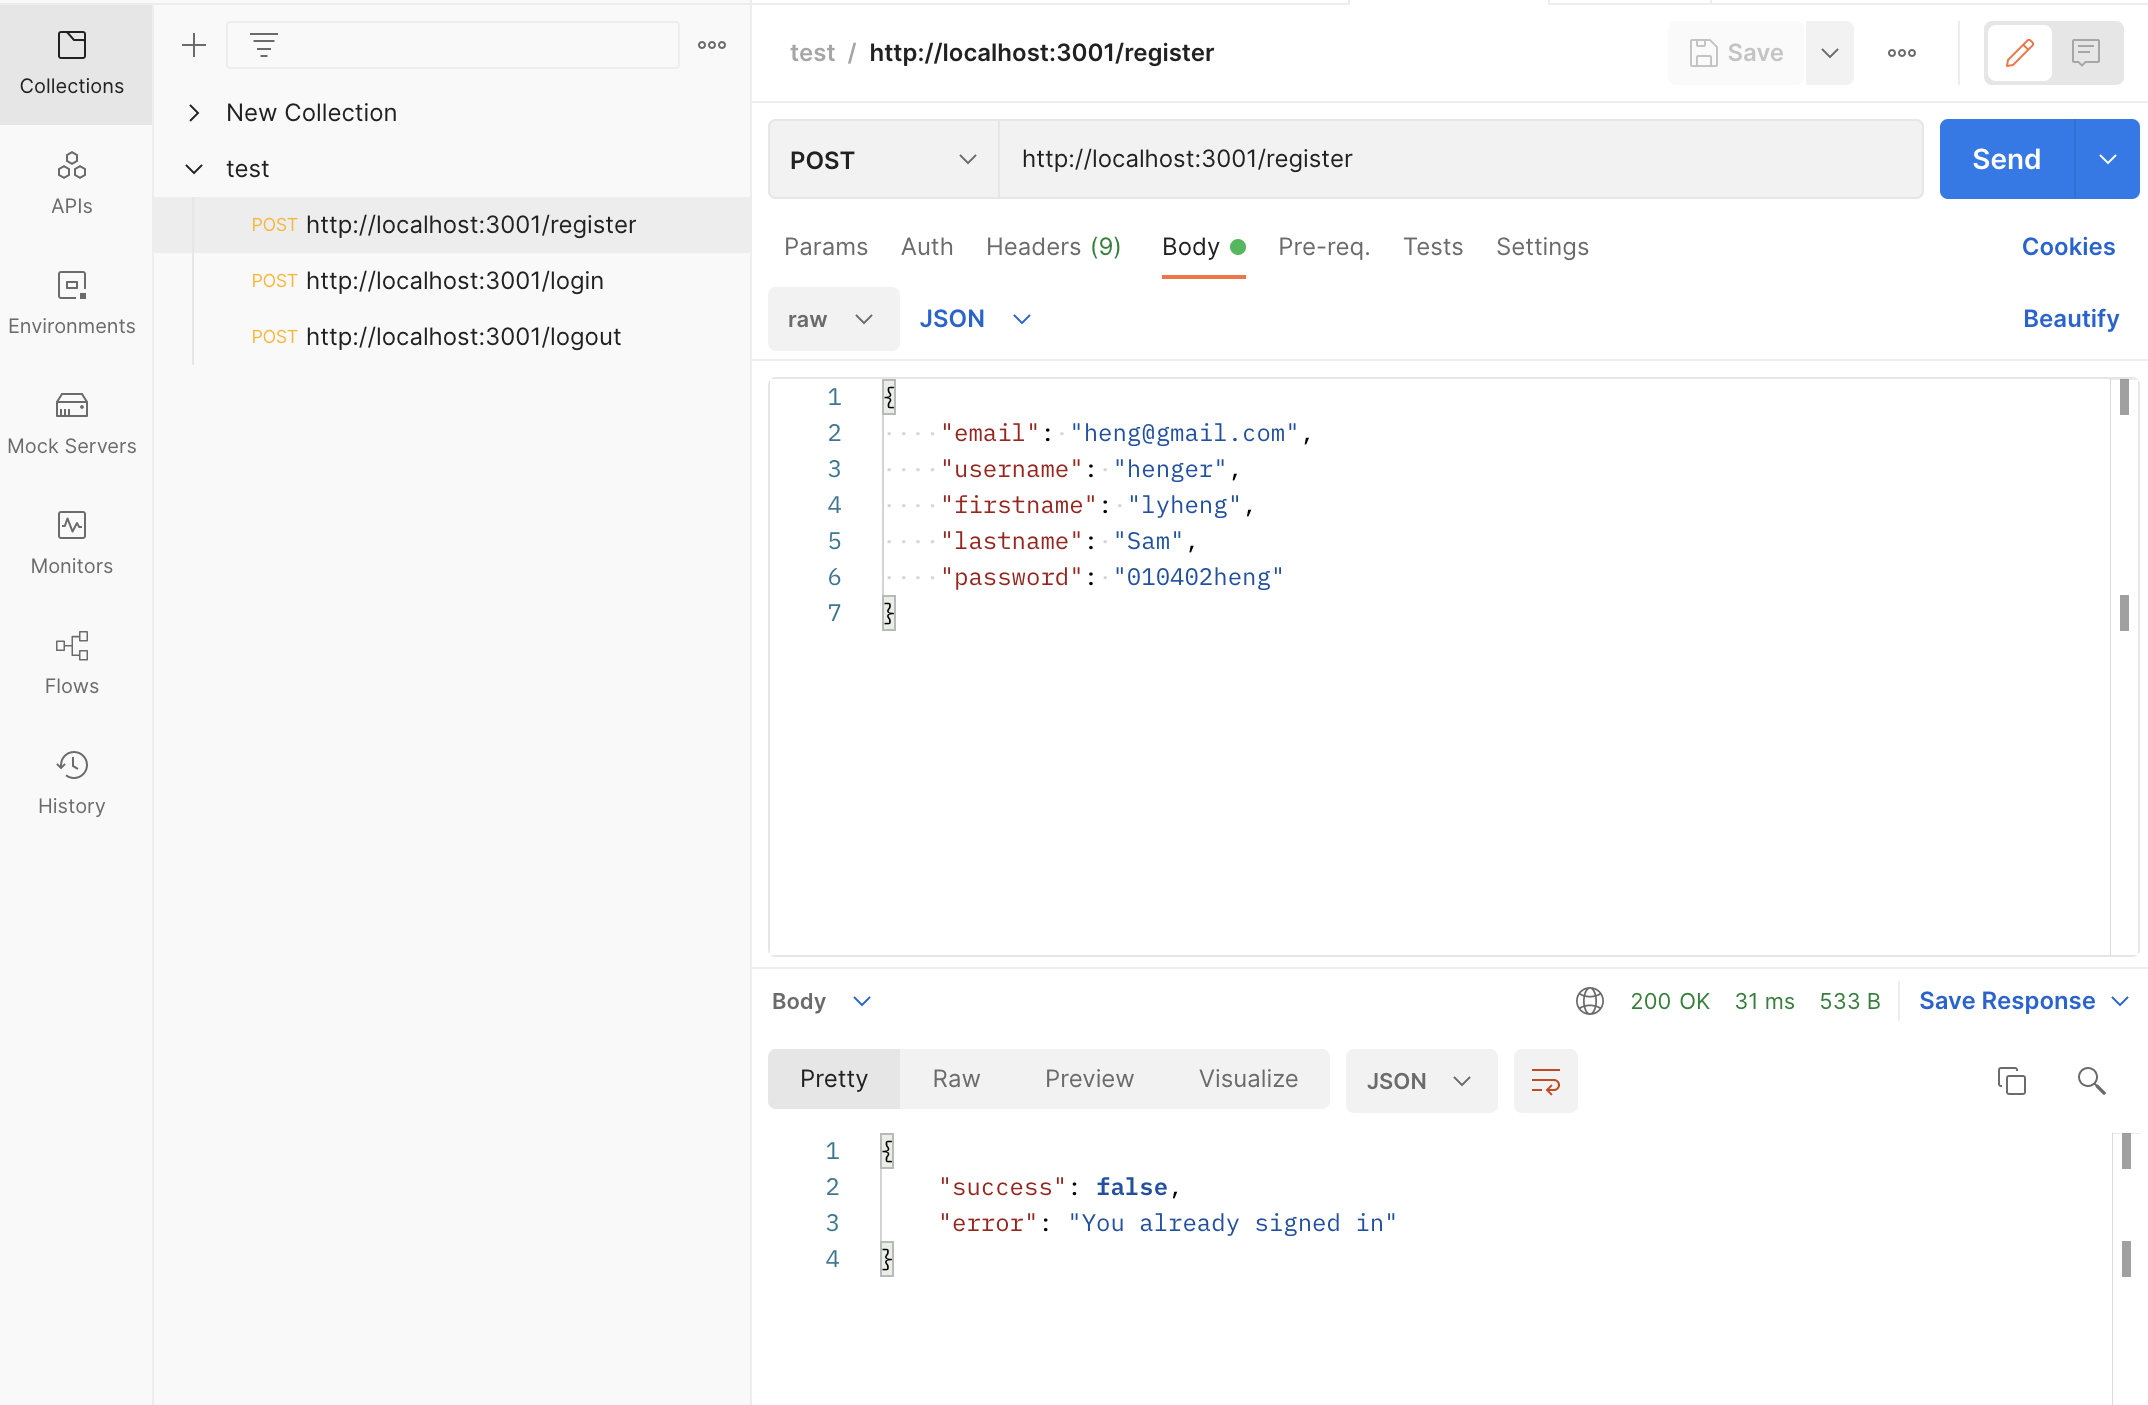 Collections
APIs
Environments
Mock Servers
Monitors
Flows
History
New Collection
test
POST http://localhost:3001/register
POST http://localhost:3001/login
POST http://localhost:3001/logout
test / http://localhost:3001/register
Save
POST
http://localhost:3001/register
Send
Params Auth Headers (9) Body Pre-req. Tests Settings Cookies
raw JSON Beautify
1 {
2 "email": "heng@gmail.com",
3 "username": "henger",
4 "firstname": "lyheng",
5 "lastname": "Sam",
6 "password": "010402heng"
7 }
Body 200 OK 31 ms 533 B Save Response
Pretty Raw Preview Visualize JSON
1 {
2 "success": false,
3 "error": "You already signed in"
4 }